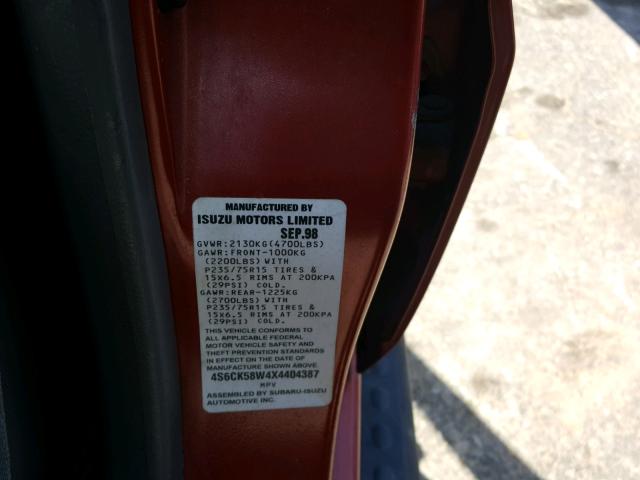 MANUFACTURED BY
ISUZU MOTORS LIMITED
SEP.98
GVWR:2130KG(4700LBS)
GAWR:FRONT-1000KG
(2200LBS)WITH
P235/75R15 TIRES &
15x6.5 RIMS AT 200KPA
(29PSI) COLD.
GAWR:REAR-1225KG
(2700LBS)WITH
P235/75R15 TIRES &
15x6.5 RIMS AT 200KPA
(29PSI) COLD.
THIS VEHICLE CONFORMS TO
ALL APPLICABLE FEDERAL
MOTOR VEHICLE SAFETY AND
THEFT PREVENTION STANDARDS
IN EFFECT ON THE DATE OF
MANUFACTURE SHOWN ABOVE.
4S6CK58W4X4404387
MPV
ASSEMBLED BY SUBARU-ISUZU
AUTOMOTIVE INC.